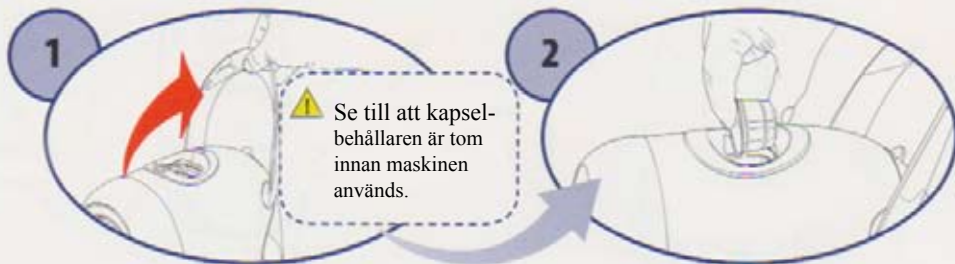 1
2
Se till att kapsel-
behållaren är tom
innan maskinen
används.